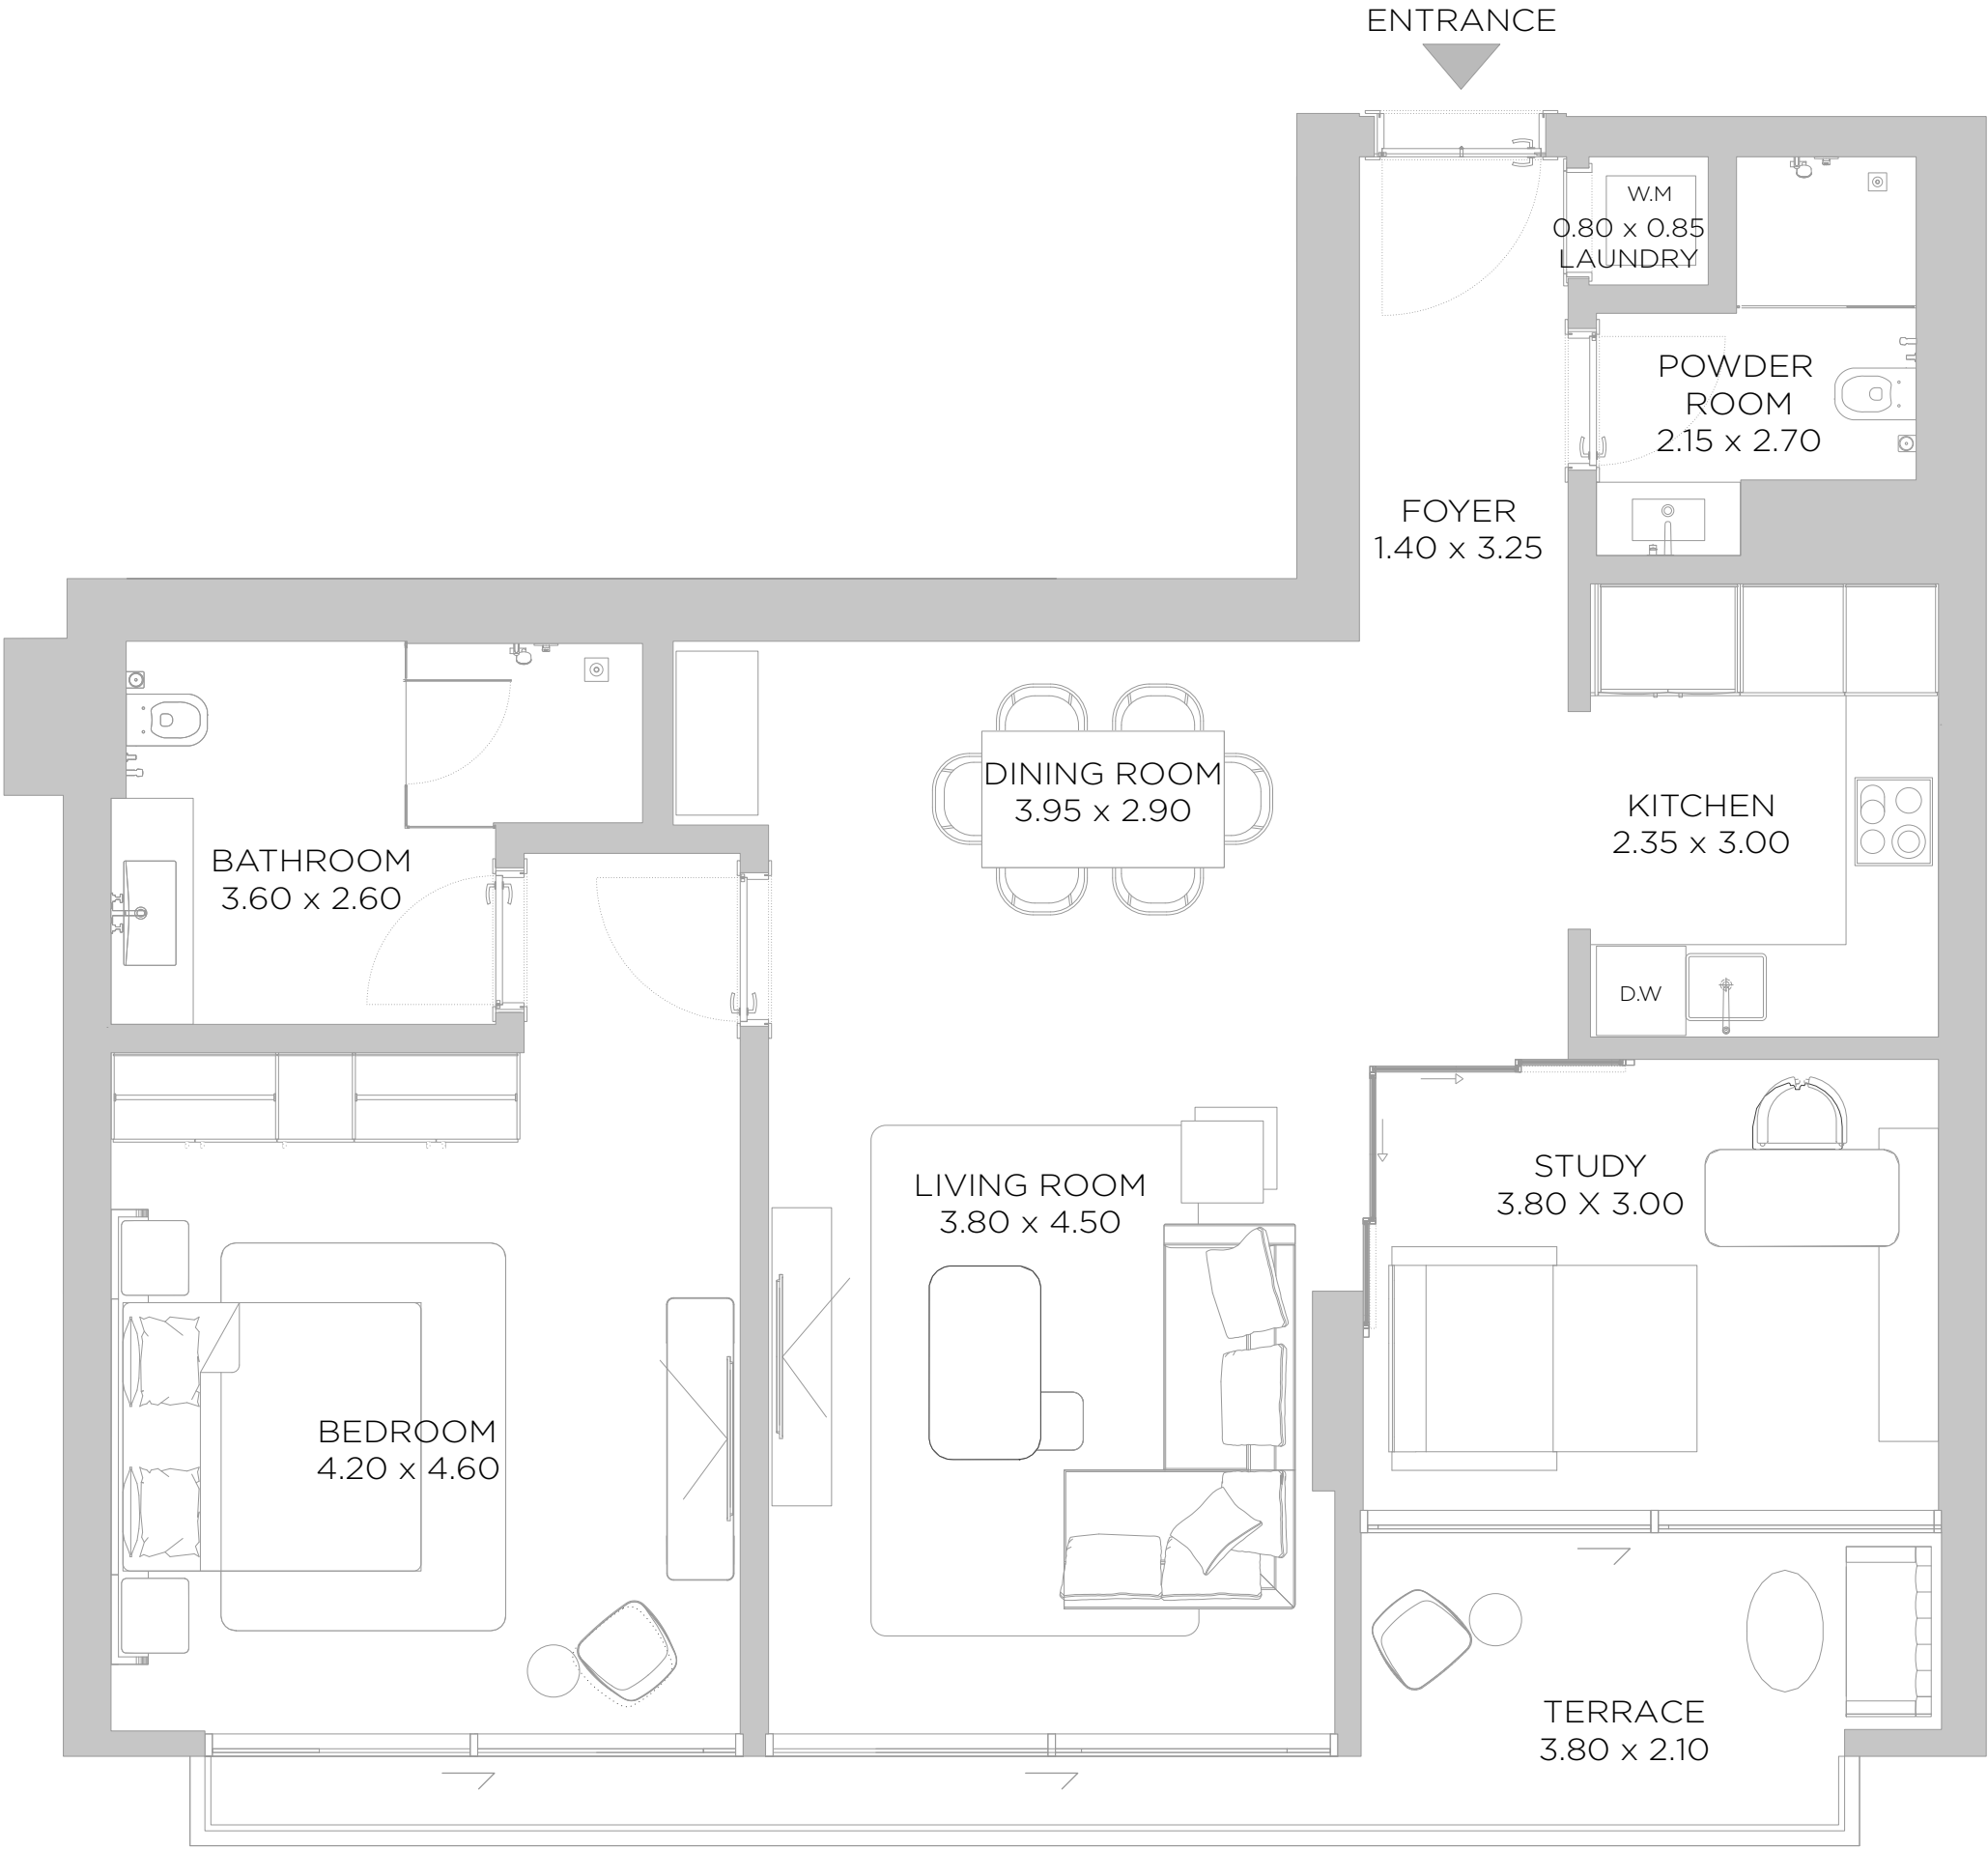 ENTRANCE
W.M
0.80 x 0.85
LAUNDRY
POWDER
ROOM
2.15 x 2.70
FOYER
1.40 x 3.25
DINING ROOM
3.95 x 2.90
KITCHEN
2.35 x 3.00
BATHROOM
3.60 x 2.60
D.W
STUDY
3.80 X 3.00
LIVING ROOM
3.80 x 4.50
BEDROOM
4.20 x 4.60
TERRACE
3.80 x 2.10